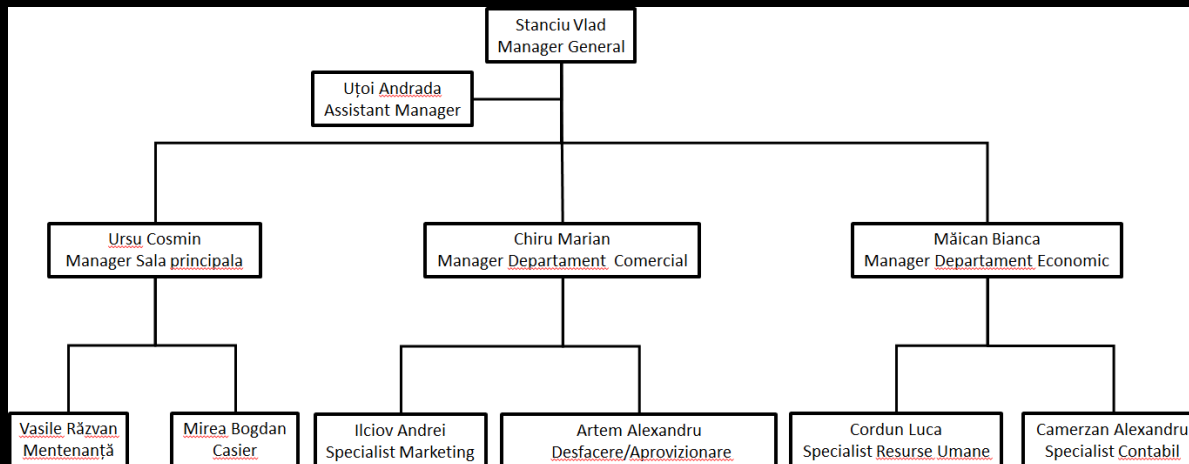 Stanciu Vlad
Manager General
Uțoi Andrada
Assistant Manager
Ursu Cosmin
Manager Sala principala
Chiru Marian
Manager Departament Comercial
Măican Bianca
Manager Departament Economic
Vasile Răzvan
Mentenanță
Mirea Bogdan
Casier
Ilciov Andrei
Specialist Marketing
Artem Alexandru
Desfacere/Aprovizionare
Cordun Luca
Specialist Resurse Umane
Camerzan Alexandru
Specialist Contabil